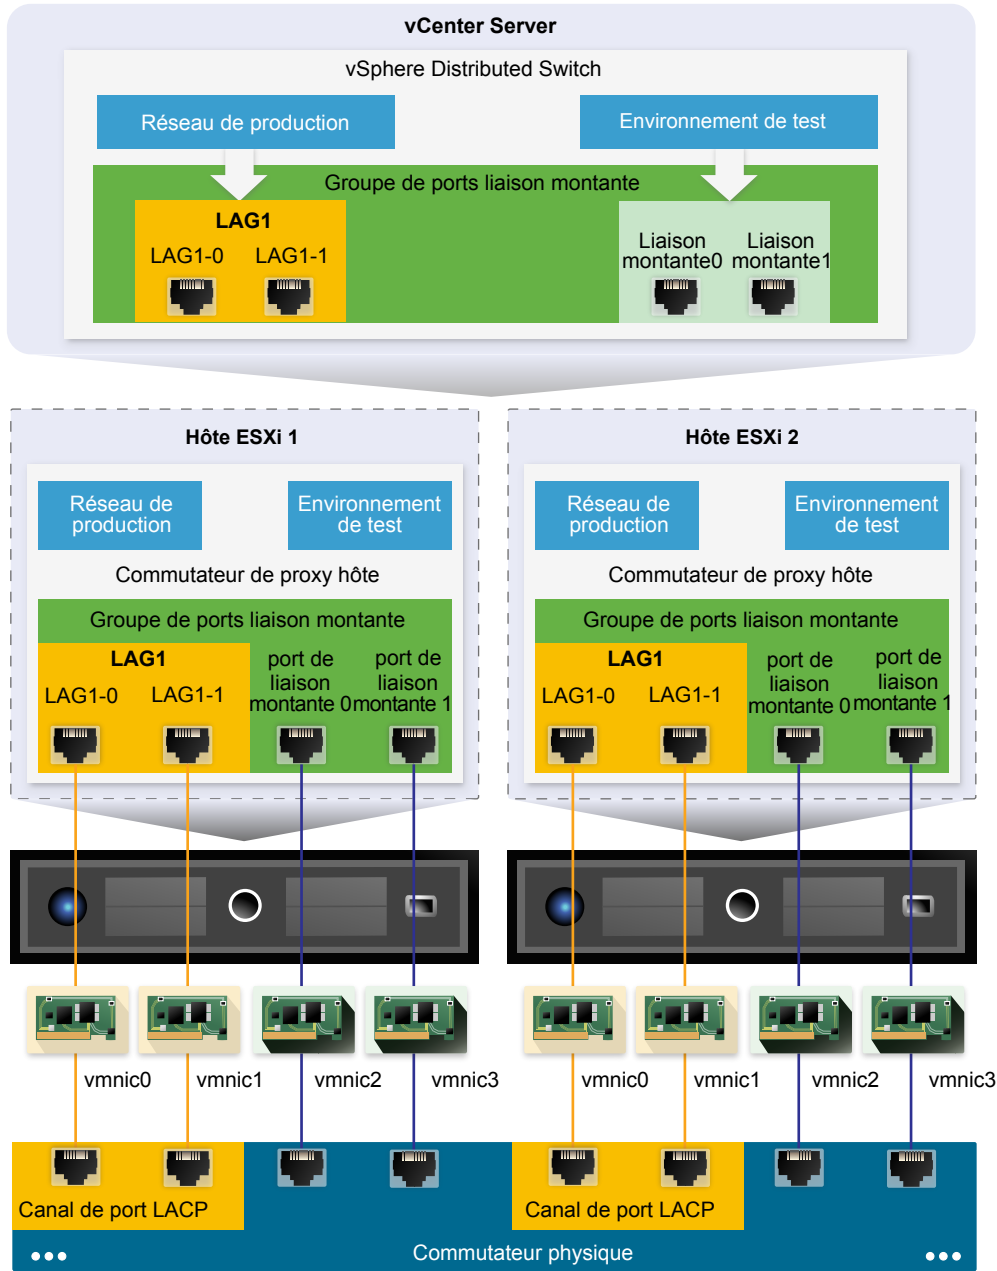 vCenter Server
vSphere Distributed Switch
Réseau de production
Environnement de test
Groupe de ports liaison montante
LAG1
LAG1-0
LAG1-1
Liaison
montante0
Liaison
montante1
Hôte ESXi 1
Réseau de
production
Environnement
de test
Commutateur de proxy hôte
Groupe de ports liaison montante
LAG1
LAG1-0
LAG1-1
port de
liaison
montante 0
port de
liaison
montante 1
Hôte ESXi 2
Réseau de
production
Environnement
de test
Commutateur de proxy hôte
Groupe de ports liaison montante
LAG1
LAG1-0
LAG1-1
port de
liaison
montante 0
port de
liaison
montante 1
vmnic0
vmnic1
vmnic2
vmnic3
vmnic0
vmnic1
vmnic2
vmnic3
Canal de port LACP
Canal de port LACP
Commutateur physique